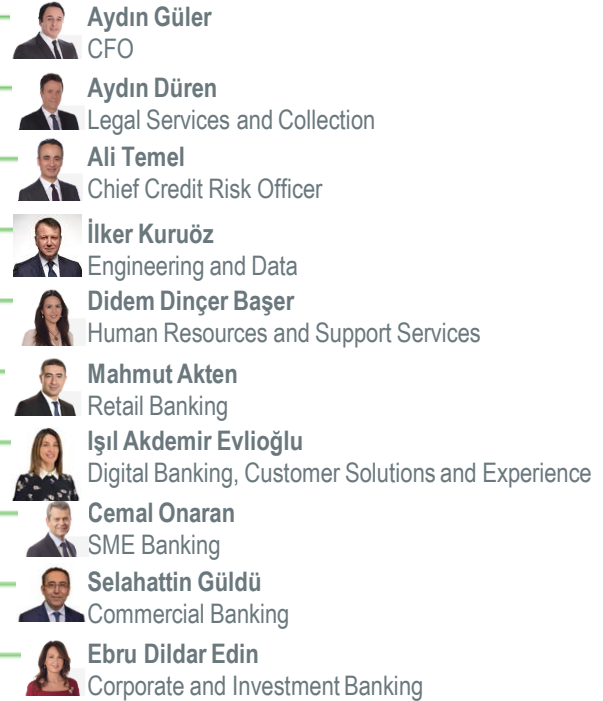 Aydın Güler
CFO
Aydın Düren
Legal Services and Collection
Ali Temel
Chief Credit Risk Officer
İlker Kuruöz
Engineering and Data
Didem Dinçer Başer
Human Resources and Support Services
Mahmut Akten
Retail Banking
Işıl Akdemir Evlioğlu
Digital Banking, Customer Solutions and Experience
Cemal Onaran
SME Banking
Selahattin Güldü
Commercial Banking
Ebru Dildar Edin
Corporate and Investment Banking